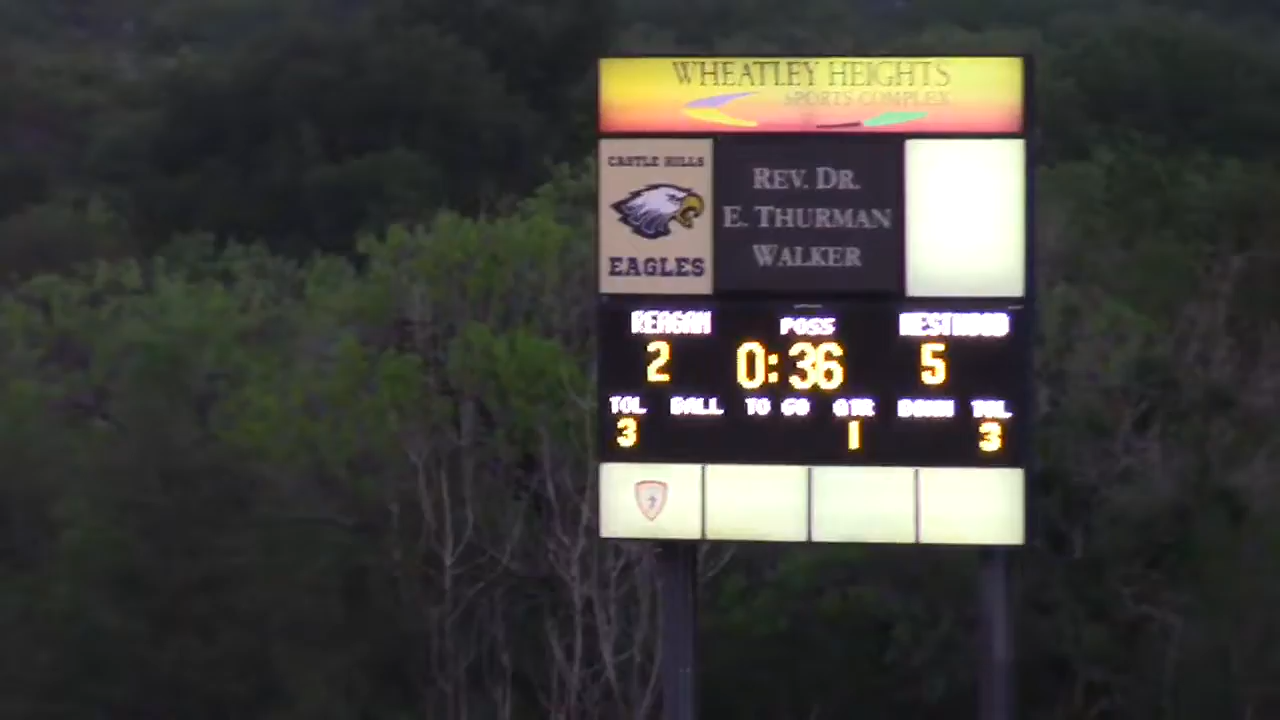 WHEATLEY HEIGHTS
SPORTS COMPLEX
CASTLE HILLS
EAGLES
REV. DR.
E. THURMAN
WALKER
REAGAN POSS WESTWOOD
2 0:36 5
TOL BALL TO GO QTR DOWN TOL
3 1 3